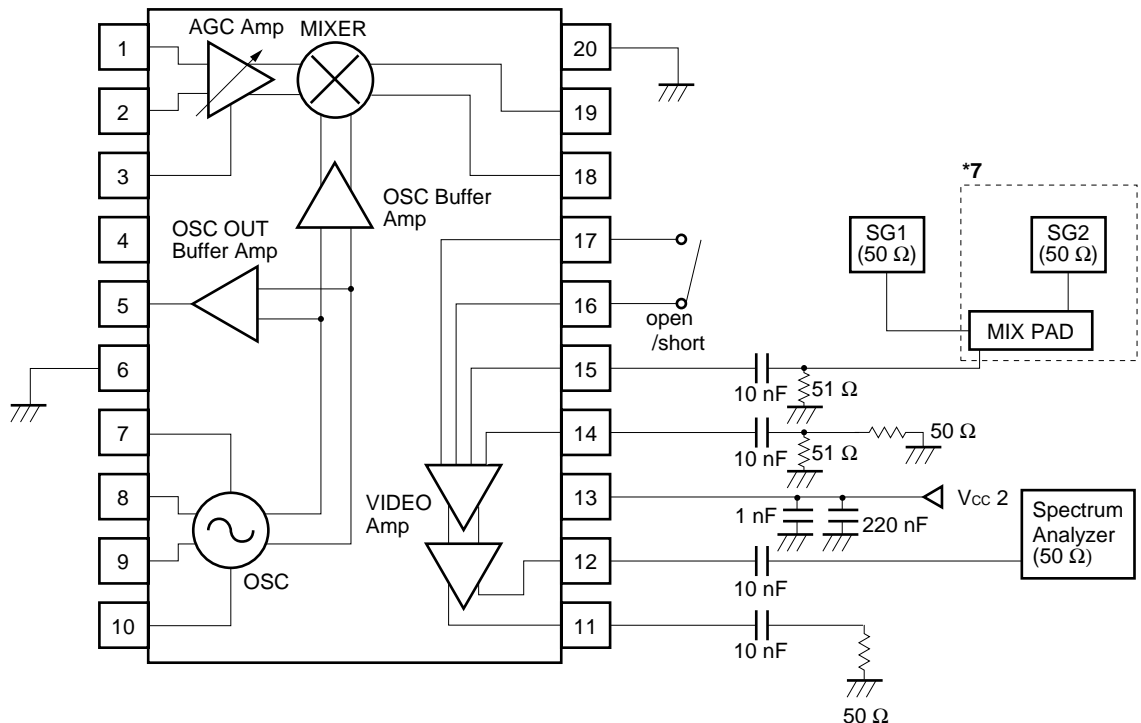 AGC Amp
MIXER
1
2
3
4
5
6
7
8
9
10
20
19
18
17
16
15
14
13
12
11
OSC Buffer
Amp
OSC OUT
Buffer Amp
OSC
VIDEO
Amp
open
/short
*7
SG1
(50 Ω)
SG2
(50 Ω)
MIX PAD
10 nF
51 Ω
10 nF
51 Ω
50 Ω
1 nF
220 nF
VCC 2
Spectrum
Analyzer
(50 Ω)
10 nF
10 nF
50 Ω